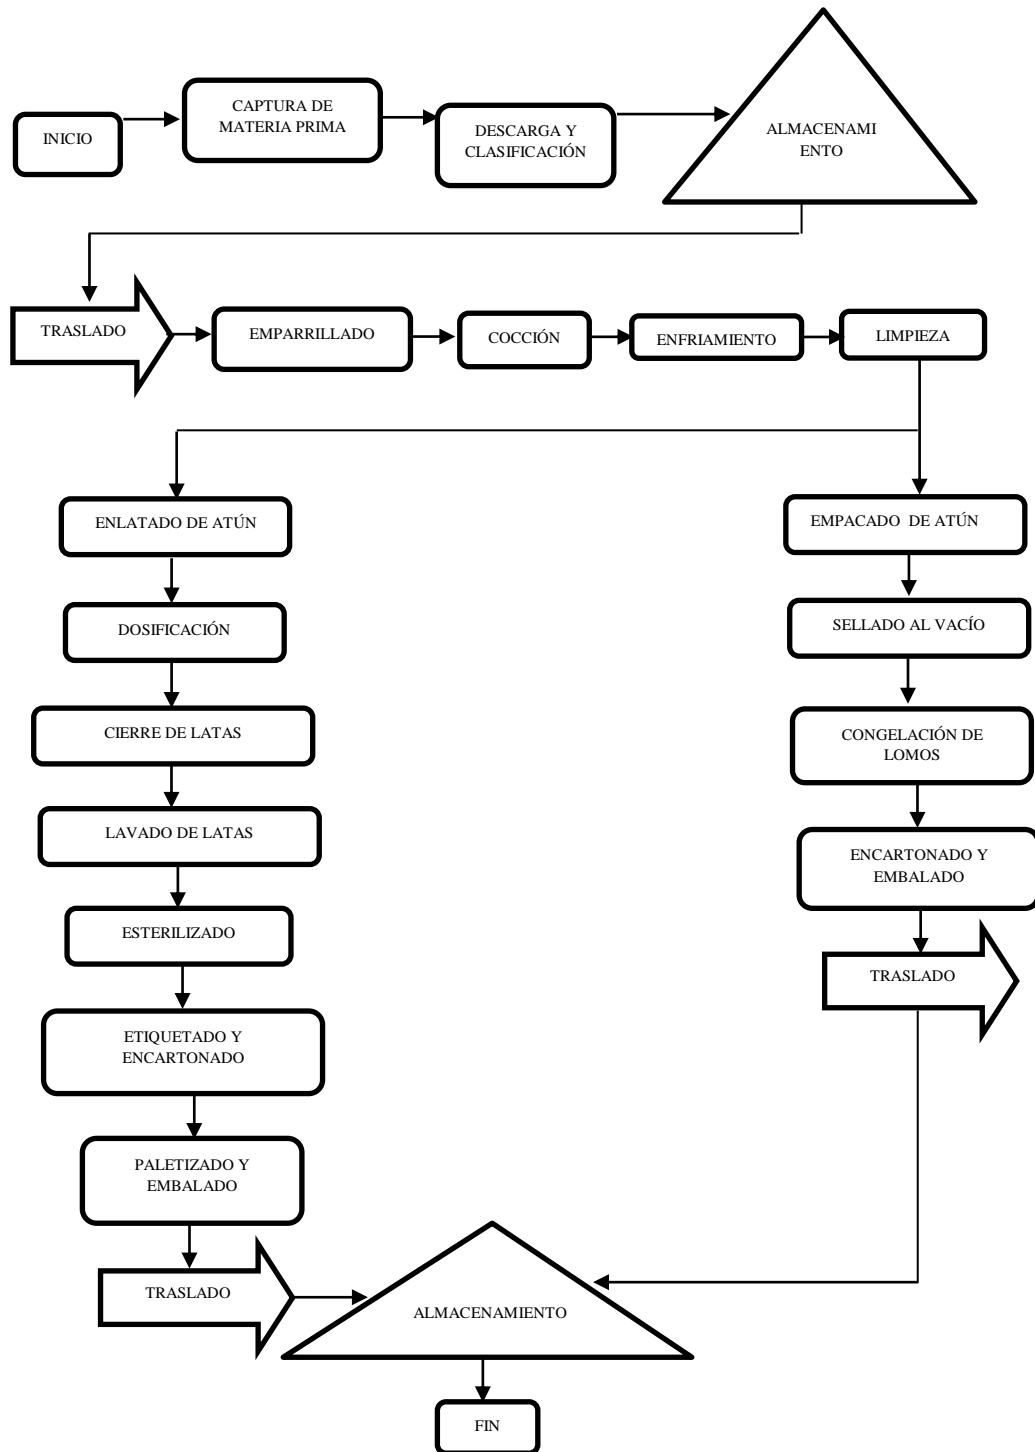 INICIO
CAPTURA DE
MATERIA PRIMA
DESCARGA Y
CLASIFICACIÓN
ALMACENAMI
ENTO
TRASLADO
EMPARRILLADO
COCCIÓN
ENFRIAMIENTO
LIMPIEZA
ENLATADO DE ATÚN
DOSIFICACIÓN
CIERRE DE LATAS
LAVADO DE LATAS
ESTERILIZADO
ETIQUETADO Y
ENCARTONADO
PALETIZADO Y
EMBALADO
TRASLADO
EMPACADO DE ATÚN
SELLADO AL VACÍO
CONGELACIÓN DE
LOMOS
ENCARTONADO Y
EMBALADO
TRASLADO
ALMACENAMIENTO
FIN